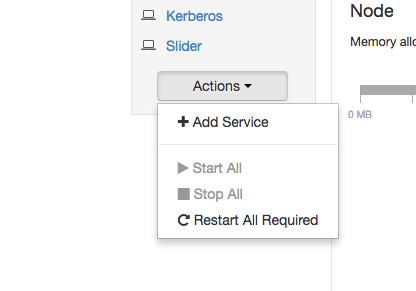 Kerberos
Slider
Actions
Add Service
Start All
Stop All
Restart All Required
Node
Memory allo
0 MB